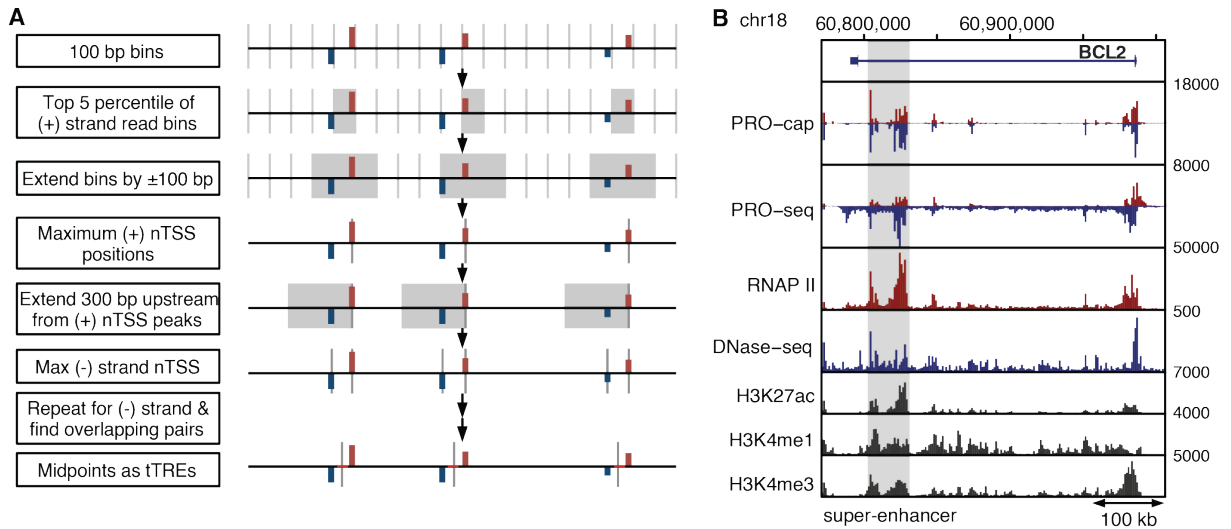 A
100 bp bins
Top 5 percentile of
(+) strand read bins
Extend bins by ±100 bp
Maximum (+) nTSS
positions
Extend 300 bp upstream
from (+) nTSS peaks
Max (-) strand nTSS
Repeat for (-) strand &
find overlapping pairs
Midpoints as tTREs
B
chr18
60,800,000
60,900,000
BCL2
18000
PRO−cap
8000
PRO−seq
50000
RNAP II
500
DNase−seq
7000
H3K27ac
4000
H3K4me1
5000
H3K4me3
super-enhancer
100 kb